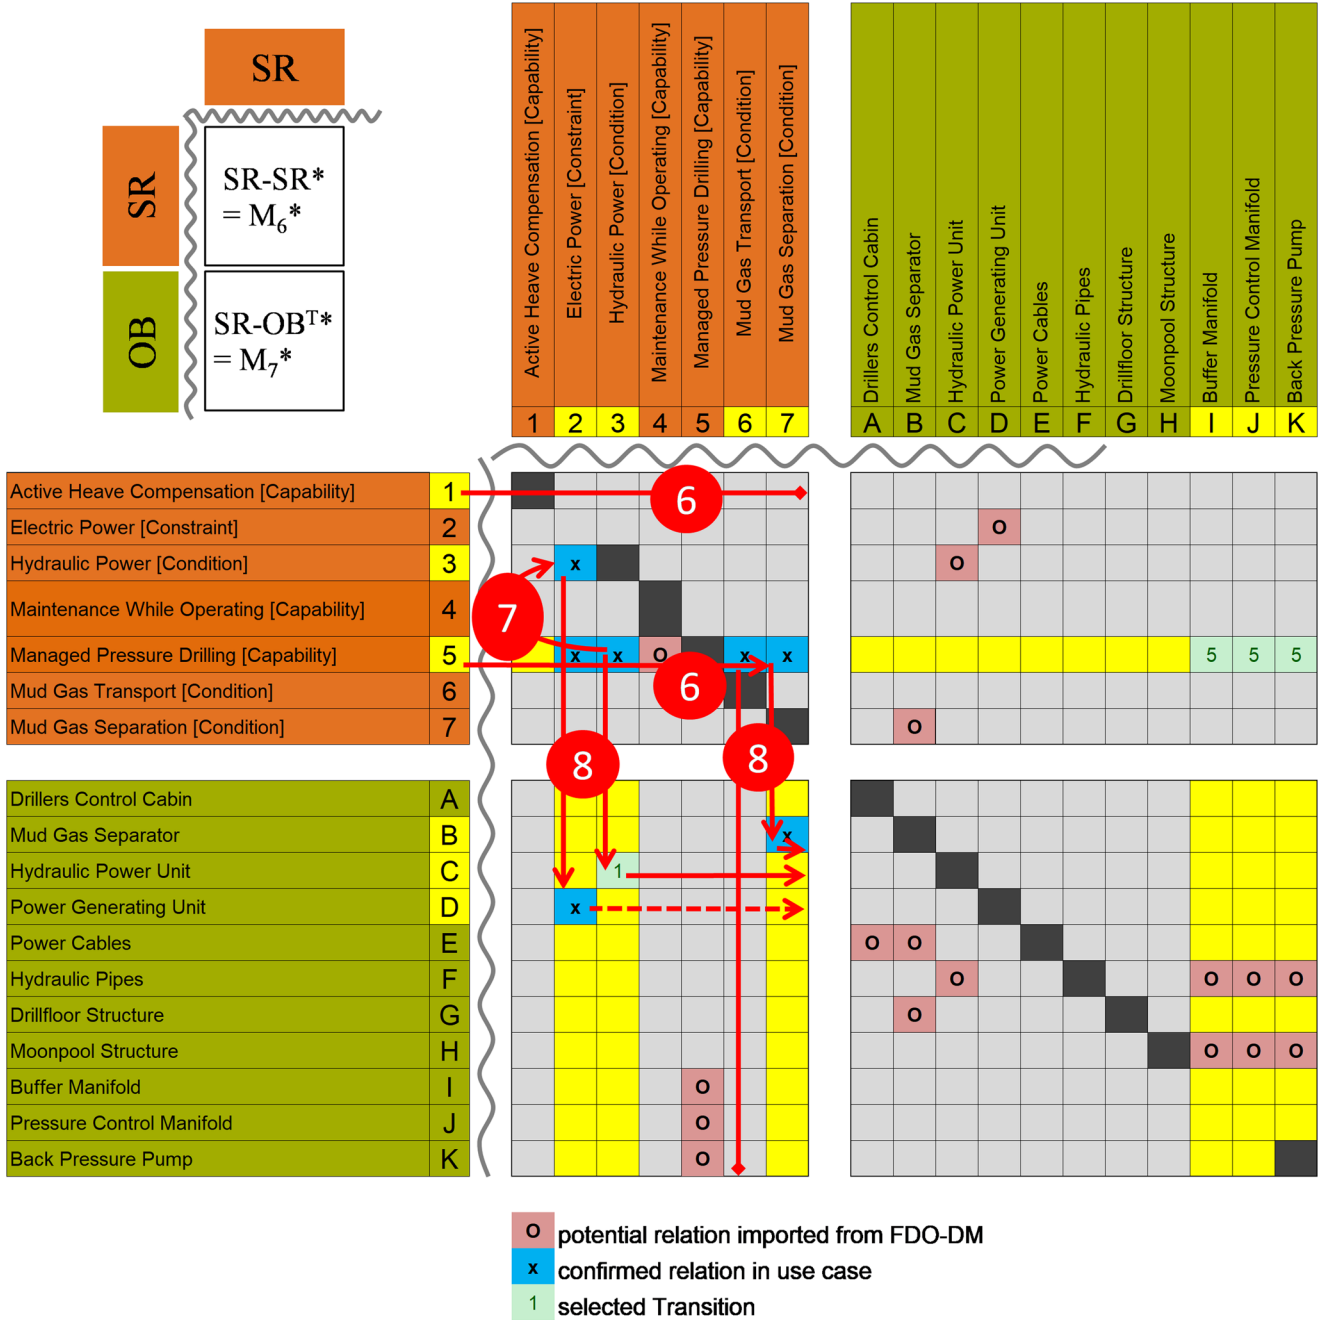 SR
SR
OB
SR-SR*
= M6*
SR-OBT*
= M7*
Active Heave Compensation [Capability]
Electric Power [Constraint]
Hydraulic Power [Condition]
Maintenance While Operating [Capability]
Managed Pressure Drilling [Capability]
Mud Gas Transport [Condition]
Mud Gas Separation [Condition]
Drillers Control Cabin
Mud Gas Separator
Hydraulic Power Unit
Power Generating Unit
Power Cables
Hydraulic Pipes
Drillfloor Structure
Moonpool Structure
Buffer Manifold
Pressure Control Manifold
Back Pressure Pump
1 2 3 4 5 6 7 A B C D E F G H I J K
Active Heave Compensation [Capability] 1 6
Electric Power [Constraint] 2 O
Hydraulic Power [Condition] 3 x O
Maintenance While Operating [Capability] 4 7
Managed Pressure Drilling [Capability] 5 x x O x x 5 5 5
Mud Gas Transport [Condition] 6 6
Mud Gas Separation [Condition] 7 O
8 8
Drillers Control Cabin A
Mud Gas Separator B x
Hydraulic Power Unit C 1
Power Generating Unit D x
Power Cables E O O
Hydraulic Pipes F O O O O
Drillfloor Structure G O
Moonpool Structure H O O O
Buffer Manifold I O
Pressure Control Manifold J O
Back Pressure Pump K O
O potential relation imported from FDO-DM
x confirmed relation in use case
1 selected Transition